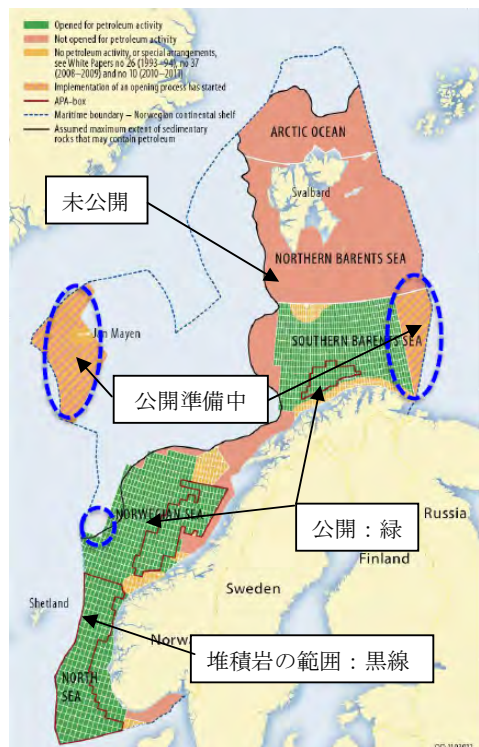 Opened for petroleum activity
Not opened for petroleum activity
No petroleum activity, or special arrangements,
see White Papers no 26 (1993–94), no 37
(2008–2009) and no 10 (2010–2011)
Implementation of an opening process has started
APA-box
Maritime boundary – Norwegian continental shelf
Assumed maximum extent of sedimentary
rocks that may contain petroleum
ARCTIC OCEAN
Svalbard
未公開
NORTHERN BARENTS SEA
Jan Mayen
SOUTHERN BARENTS SEA
公開準備中
NORWEGIAN SEA
公開：緑
Russia
Finland
Sweden
Shetland
Norw
堆積岩の範囲：黒線
NORTH
SEA